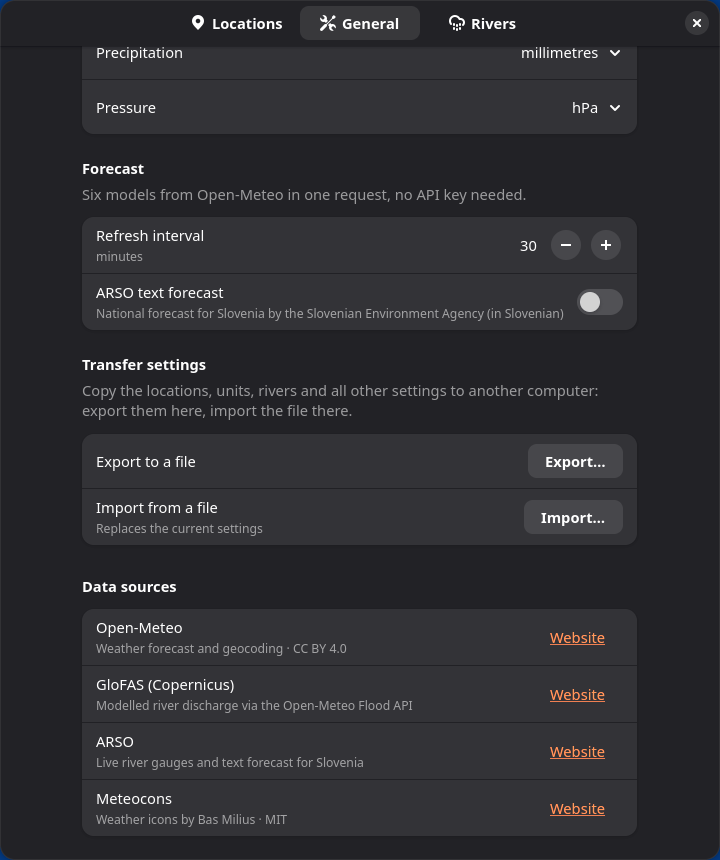 Locations
General
Rivers
Precipitation
millimetres
Pressure
hPa
Forecast
Six models from Open-Meteo in one request, no API key needed.
Refresh interval
minutes
30
ARSO text forecast
National forecast for Slovenia by the Slovenian Environment Agency (in Slovenian)
Transfer settings
Copy the locations, units, rivers and all other settings to another computer:
export them here, import the file there.
Export to a file
Export...
Import from a file
Replaces the current settings
Import...
Data sources
Open-Meteo
Weather forecast and geocoding · CC BY 4.0
Website
GloFAS (Copernicus)
Modelled river discharge via the Open-Meteo Flood API
Website
ARSO
Live river gauges and text forecast for Slovenia
Website
Meteocons
Weather icons by Bas Milius · MIT
Website